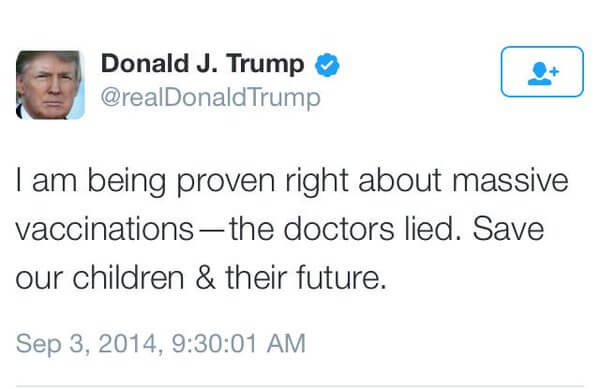 Donald J. Trump
@realDonaldTrump
I am being proven right about massive
vaccinations—the doctors lied. Save
our children & their future.
Sep 3, 2014, 9:30:01 AM